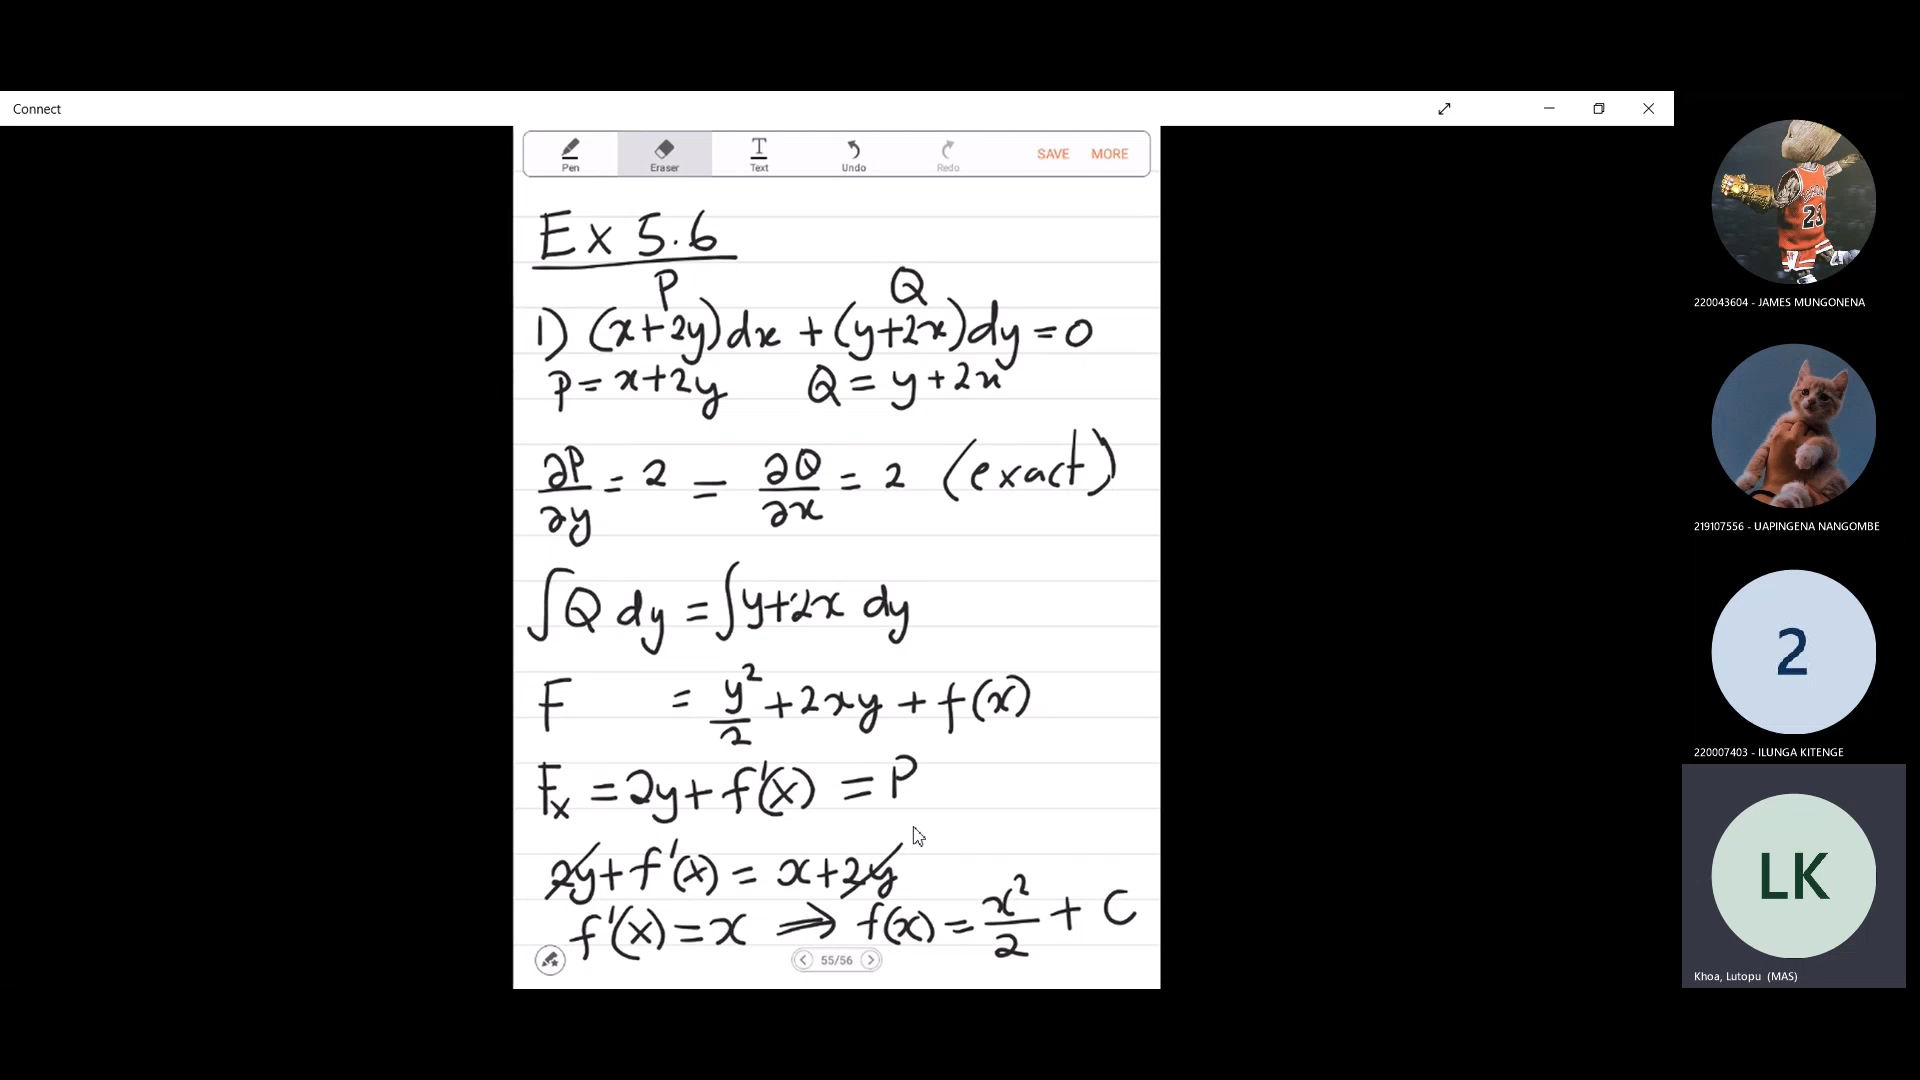 Connect
Pen Eraser Text Undo Redo SAVE MORE
Ex 5.6
P Q
1) (x+2y)dx + (y+2x)dy = 0
P = x+2y Q = y+2x
∂P/∂y = 2 = ∂Q/∂x = 2 (exact)
∫Q dy = ∫y+2x dy
F = y²/2 + 2xy + f(x)
Fx = 2y + f'(x) = P
2y + f'(x) = x + 2y
f'(x) = x ⟹ f(x) = x²/2 + C
55/56
23
220043604 - JAMES MUNGONENA
219107556 - UAPINGENA NANGOMBE
2
220007403 - ILUNGA KITENGE
LK
Khoa, Lutopu (MAS)